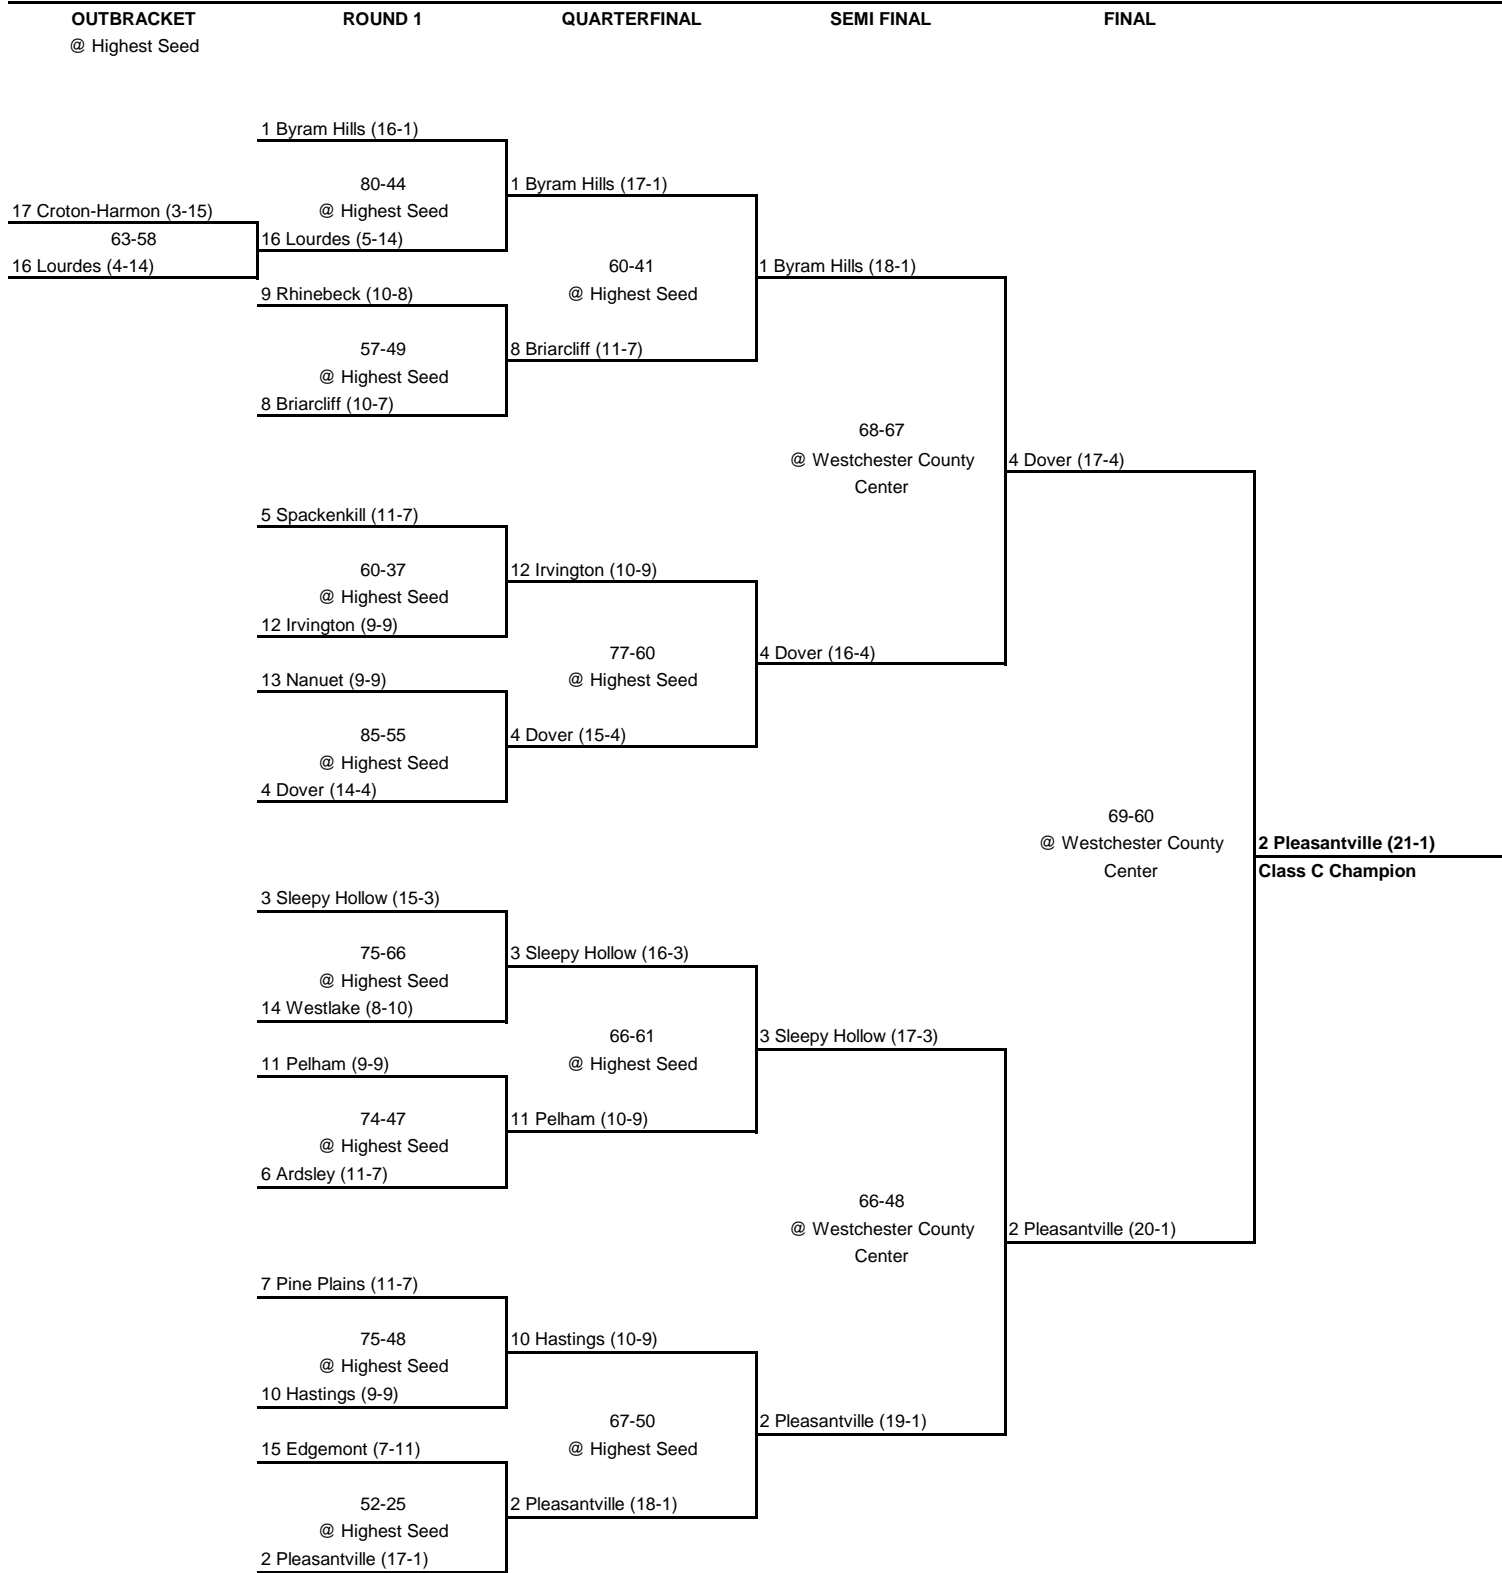 OUTBRACKET ROUND 1 QUARTERFINAL SEMI FINAL FINAL
@ Highest Seed
1 Byram Hills (16-1)
80-44 1 Byram Hills (17-1)
17 Croton-Harmon (3-15) @ Highest Seed
63-58 16 Lourdes (5-14)
16 Lourdes (4-14) 60-41 1 Byram Hills (18-1)
9 Rhinebeck (10-8) @ Highest Seed
57-49 8 Briarcliff (11-7)
@ Highest Seed
8 Briarcliff (10-7)
68-67
@ Westchester County 4 Dover (17-4)
Center
5 Spackenkill (11-7)
60-37 12 Irvington (10-9)
@ Highest Seed
12 Irvington (9-9)
77-60 4 Dover (16-4)
13 Nanuet (9-9) @ Highest Seed
85-55 4 Dover (15-4)
@ Highest Seed
4 Dover (14-4)
69-60
@ Westchester County 2 Pleasantville (21-1)
Center Class C Champion
3 Sleepy Hollow (15-3)
75-66 3 Sleepy Hollow (16-3)
@ Highest Seed
14 Westlake (8-10)
66-61 3 Sleepy Hollow (17-3)
11 Pelham (9-9) @ Highest Seed
74-47 11 Pelham (10-9)
@ Highest Seed
6 Ardsley (11-7)
66-48
@ Westchester County 2 Pleasantville (20-1)
Center
7 Pine Plains (11-7)
75-48 10 Hastings (10-9)
@ Highest Seed
10 Hastings (9-9)
67-50 2 Pleasantville (19-1)
15 Edgemont (7-11) @ Highest Seed
52-25 2 Pleasantville (18-1)
@ Highest Seed
2 Pleasantville (17-1)